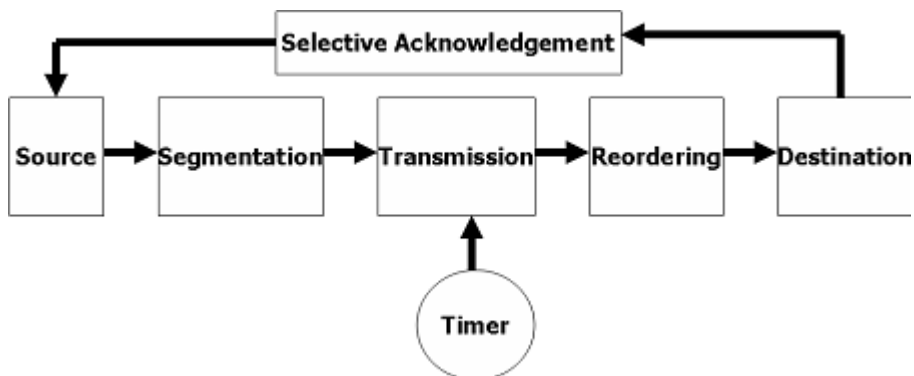 Selective Acknowledgement
Source
Segmentation
Transmission
Reordering
Destination
Timer